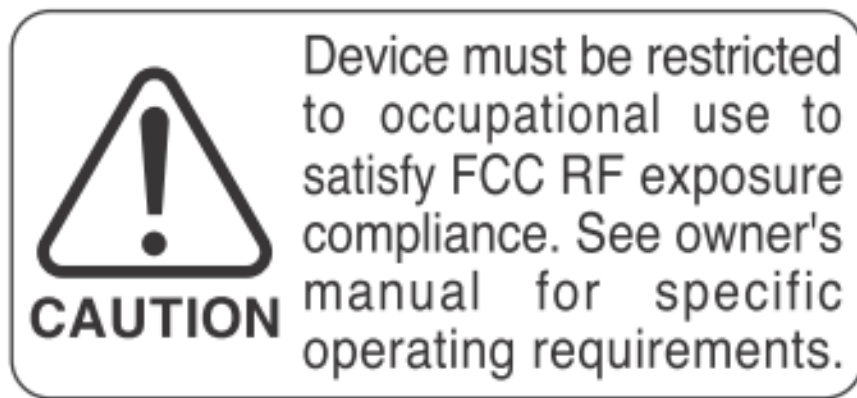 CAUTION
Device must be restricted
to occupational use to
satisfy FCC RF exposure
compliance. See owner's
manual for specific
operating requirements.